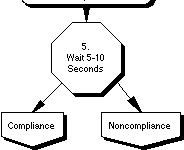 5.
Wait 5-10
Seconds
Compliance
Noncompliance